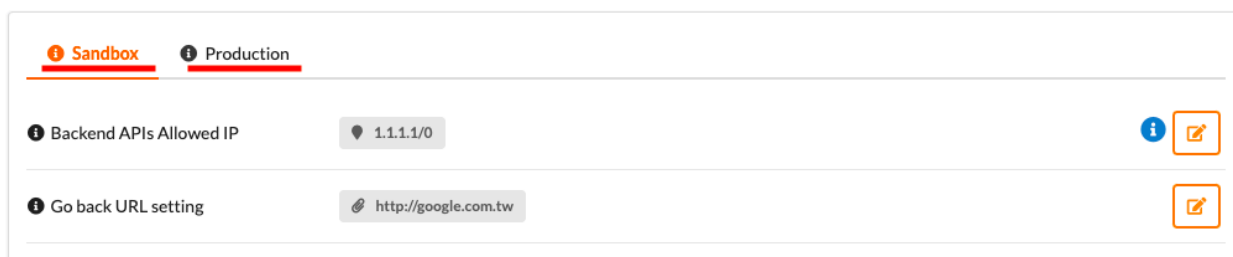 Sandbox Production
Backend APIs Allowed IP 1.1.1.1/0
Go back URL setting http://google.com.tw